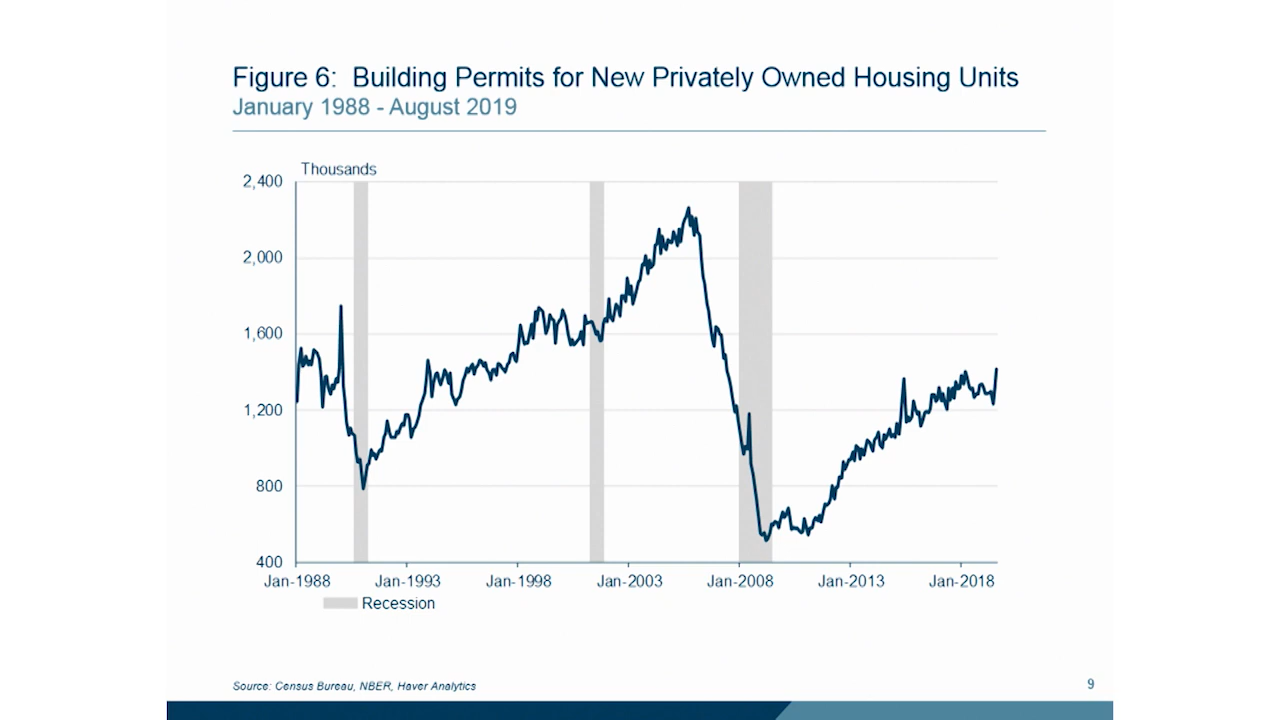 Figure 6: Building Permits for New Privately Owned Housing Units
January 1988 - August 2019
Thousands
2,400
2,000
1,600
1,200
800
400
Jan-1988 Jan-1993 Jan-1998 Jan-2003 Jan-2008 Jan-2013 Jan-2018
Recession
Source: Census Bureau, NBER, Haver Analytics
9